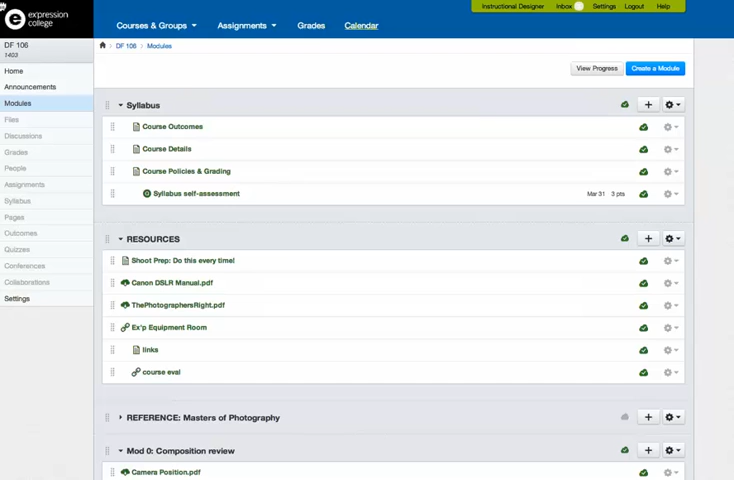 Instructional Designer Inbox Settings Logout Help
expression
college
Courses & Groups Assignments Grades Calendar
DF 106
1403
DF 106 Modules
Home
Announcements
Modules
Files
Discussions
Grades
People
Assignments
Syllabus
Pages
Outcomes
Quizzes
Conferences
Collaborations
Settings
View Progress Create a Module
Syllabus
Course Outcomes
Course Details
Course Policies & Grading
Syllabus self-assessment Mar 31 3 pts
RESOURCES
Shoot Prep: Do this every time!
Canon DSLR Manual.pdf
ThePhotographersRight.pdf
Ex'p Equipment Room
links
course eval
REFERENCE: Masters of Photography
Mod 0: Composition review
Camera Position.pdf